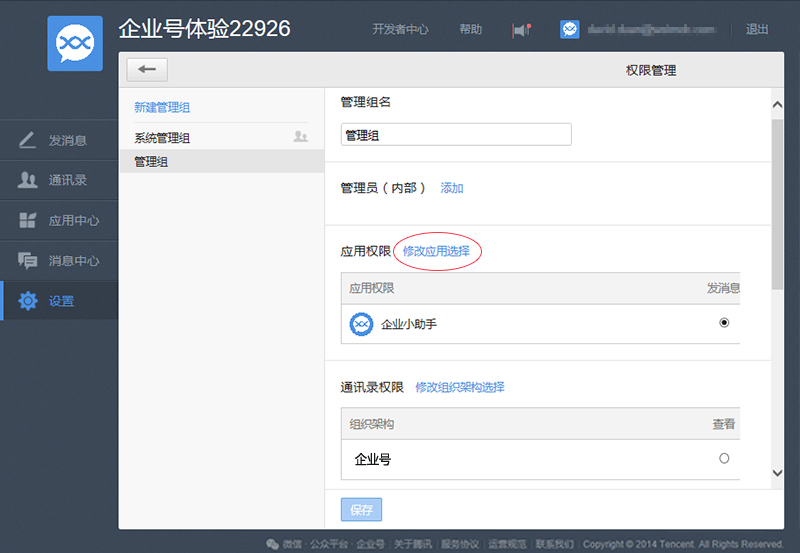 企业号体验22926
开发者中心 帮助 退出
权限管理
发消息
通讯录
应用中心
消息中心
设置
新建管理组
系统管理组
管理组
管理组名
管理组
管理员（内部） 添加
应用权限 修改应用选择
应用权限 发消息
企业小助手
通讯录权限 修改组织架构选择
组织架构 查看
企业号
保存
微信·公众平台·企业号 | 关于腾讯 | 服务协议 | 运营规范 | 联系我们 | Copyright © 2014 Tencent. All Rights Reserved.